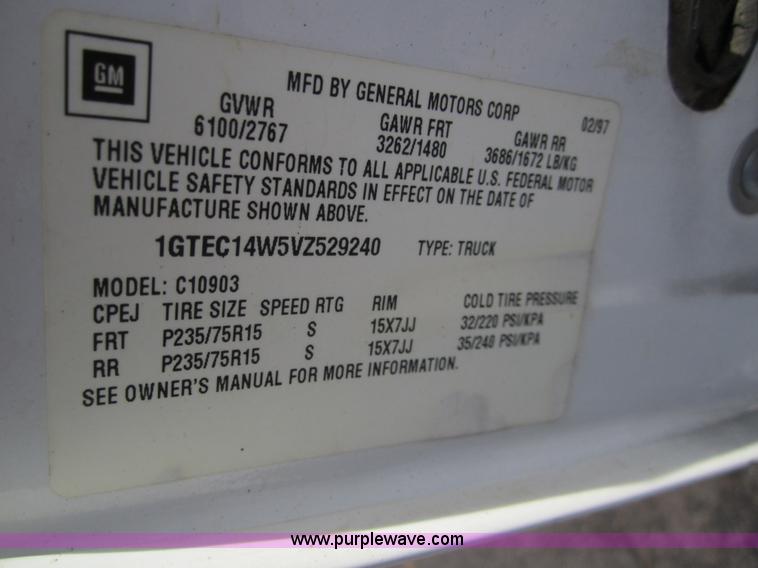 GM
MFD BY GENERAL MOTORS CORP
02/97
GVWR GAWR FRT GAWR RR
6100/2767 3262/1480 3686/1672 LB/KG
THIS VEHICLE CONFORMS TO ALL APPLICABLE U.S. FEDERAL MOTOR
VEHICLE SAFETY STANDARDS IN EFFECT ON THE DATE OF
MANUFACTURE SHOWN ABOVE.
1GTEC14W5VZ529240 TYPE: TRUCK
MODEL: C10903
CPEJ TIRE SIZE SPEED RTG RIM COLD TIRE PRESSURE
FRT P235/75R15 S 15X7JJ 32/220 PSI/KPA
RR P235/75R15 S 15X7JJ 35/240 PSI/KPA
SEE OWNER'S MANUAL FOR MORE INFORMATION.
www.purplewave.com